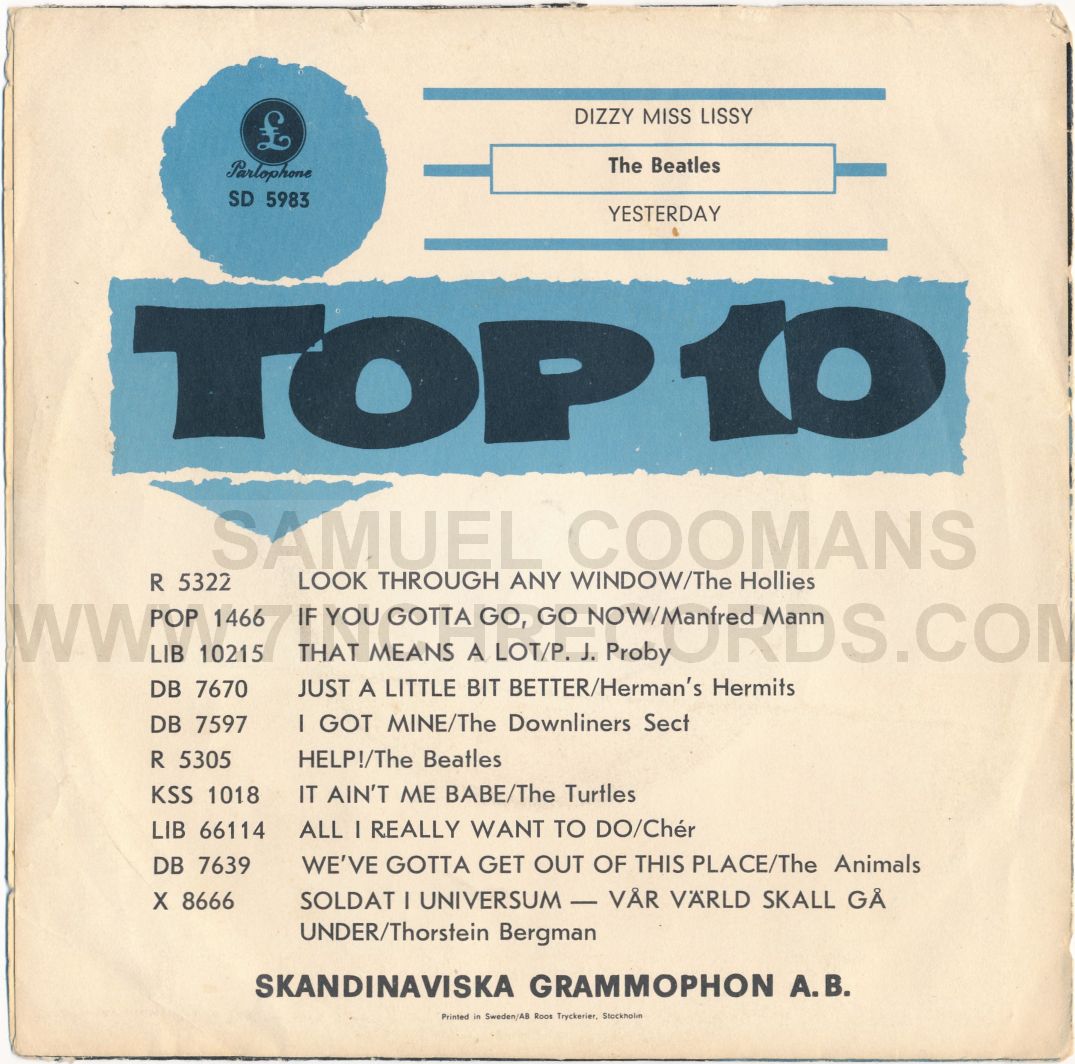 £
Parlophone
SD 5983
DIZZY MISS LISSY
The Beatles
YESTERDAY
TOP 10
SAMUEL COOMANS
R 5322 LOOK THROUGH ANY WINDOW/The Hollies
POP 1466 IF YOU GOTTA GO, GO NOW/Manfred Mann
WWW.7INCHRECORDS.COM
LIB 10215 THAT MEANS A LOT/P. J. Proby
DB 7670 JUST A LITTLE BIT BETTER/Herman's Hermits
DB 7597 I GOT MINE/The Downliners Sect
R 5305 HELP!/The Beatles
KSS 1018 IT AIN'T ME BABE/The Turtles
LIB 66114 ALL I REALLY WANT TO DO/Chér
DB 7639 WE'VE GOTTA GET OUT OF THIS PLACE/The Animals
X 8666 SOLDAT I UNIVERSUM — VÅR VÄRLD SKALL GÅ
UNDER/Thorstein Bergman
SKANDINAVISKA GRAMMOPHON A.B.
Printed in Sweden/AB Roos Tryckerier, Stockholm